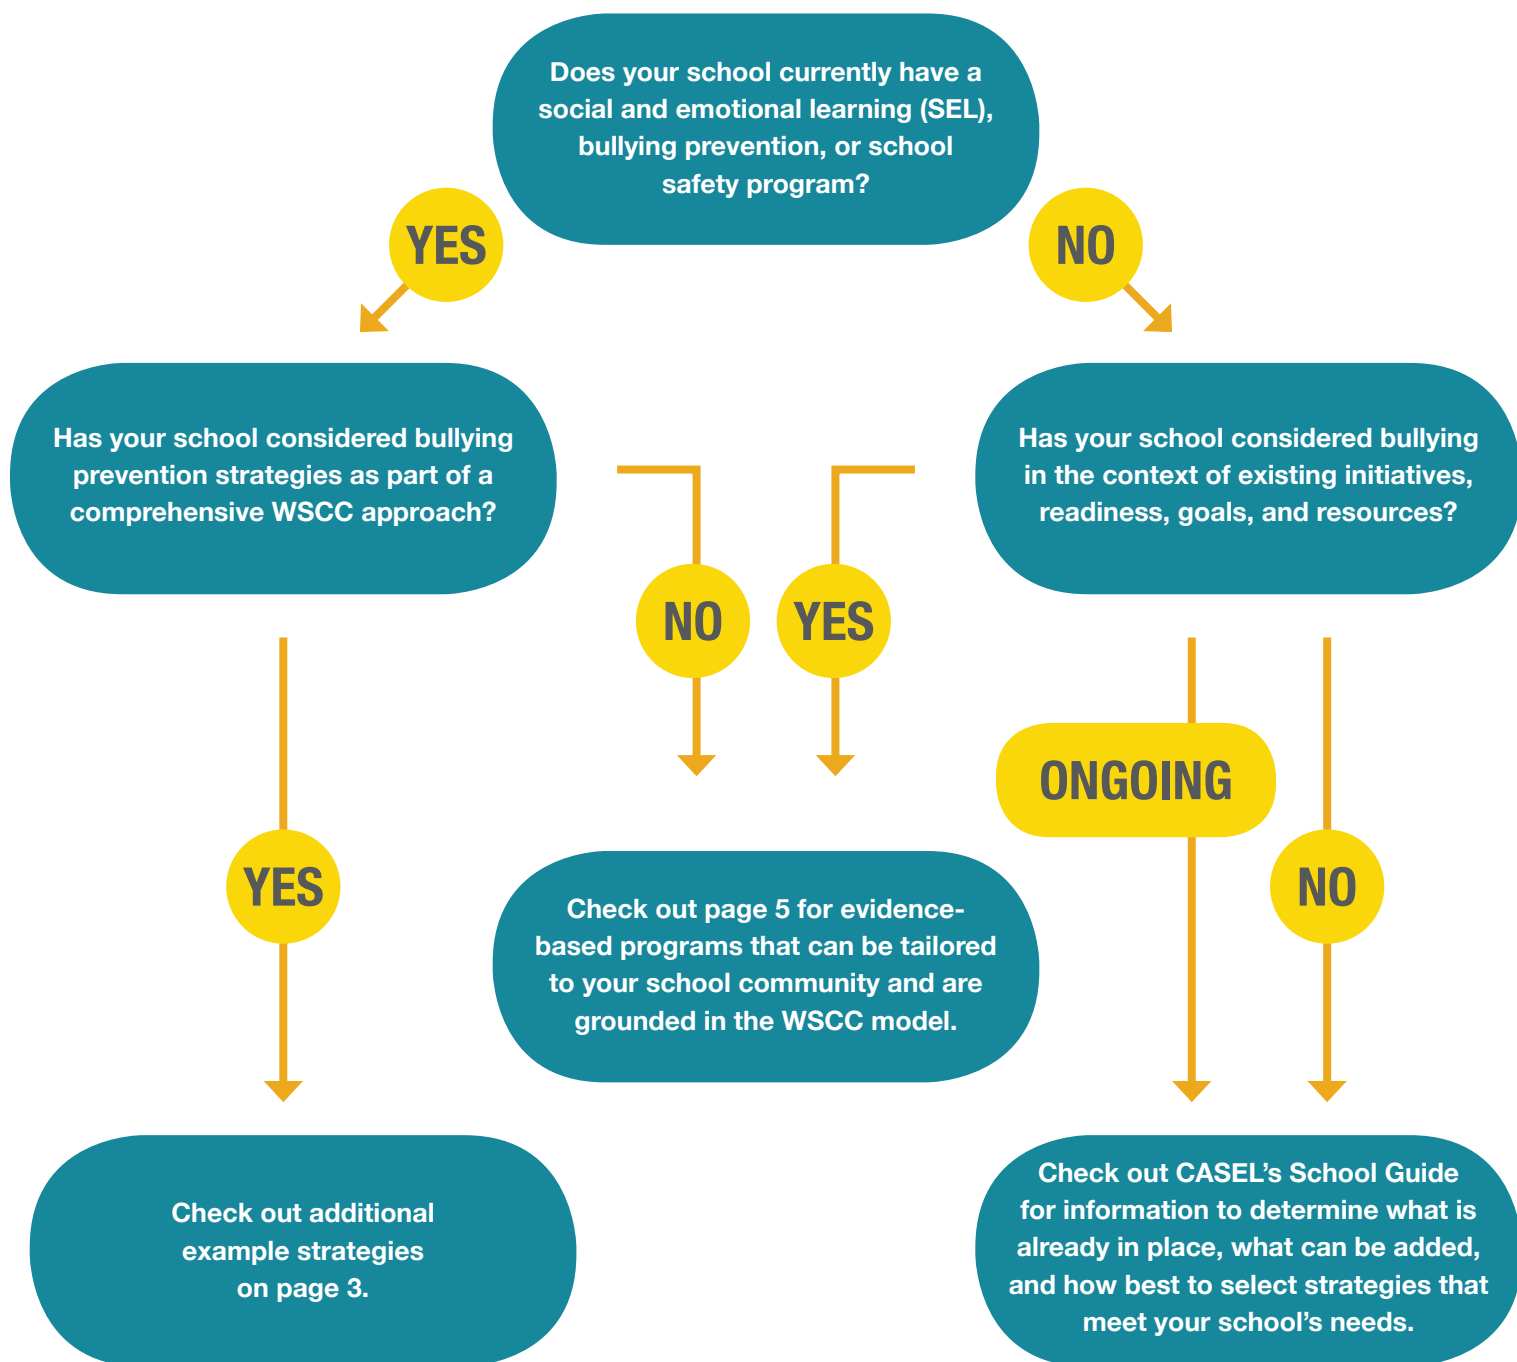 Does your school currently have a
social and emotional learning (SEL),
bullying prevention, or school
safety program?
YES
NO
Has your school considered bullying
prevention strategies as part of a
comprehensive WSCC approach?
Has your school considered bullying
in the context of existing initiatives,
readiness, goals, and resources?
NO
YES
ONGOING
YES
NO
Check out page 5 for evidence-
based programs that can be tailored
to your school community and are
grounded in the WSCC model.
Check out additional
example strategies
on page 3.
Check out CASEL’s School Guide
for information to determine what is
already in place, what can be added,
and how best to select strategies that
meet your school’s needs.